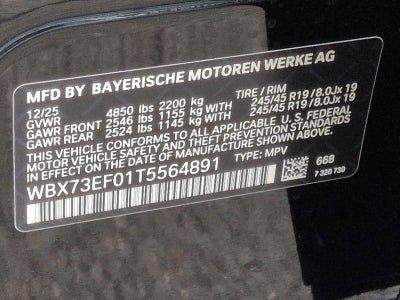 MFD BY BAYERISCHE MOTOREN WERKE AG
12/25 TIRE / RIM
GVWR 4850 lbs 2200 kg
GAWR FRONT 2546 lbs 1155 kg WITH 245/45 R19 / 8.0Jx 19
GAWR REAR 2524 lbs 1145 kg WITH 245/45 R19 / 8.0Jx 19
THIS VEHICLE CONFORMS TO ALL APPLICABLE U.S. FEDERAL
MOTOR VEHICLE SAFETY AND THEFT PREVENTION STANDARDS
IN EFFECT ON THE DATE OF MANUFACTURE SHOWN ABOVE.
WBX73EF01T5564891 TYPE: MPV
668
7 320 730